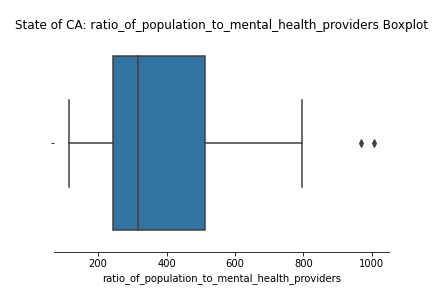 State of CA: ratio_of_population_to_mental_health_providers Boxplot
-
200 400 600 800 1000
ratio_of_population_to_mental_health_providers